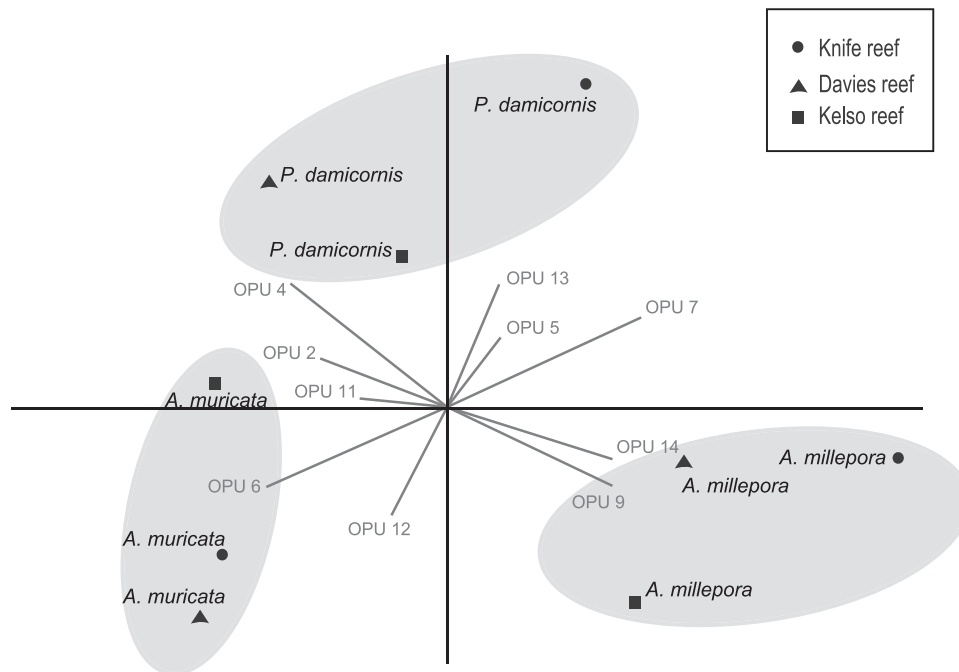 Knife reef
Davies reef
Kelso reef
P. damicornis
P. damicornis
P. damicornis
OPU 4
OPU 13
OPU 7
OPU 5
OPU 2
OPU 11
A. muricata
OPU 14
A. millepora
A. millepora
OPU 6
OPU 9
OPU 12
A. muricata
A. millepora
A. muricata